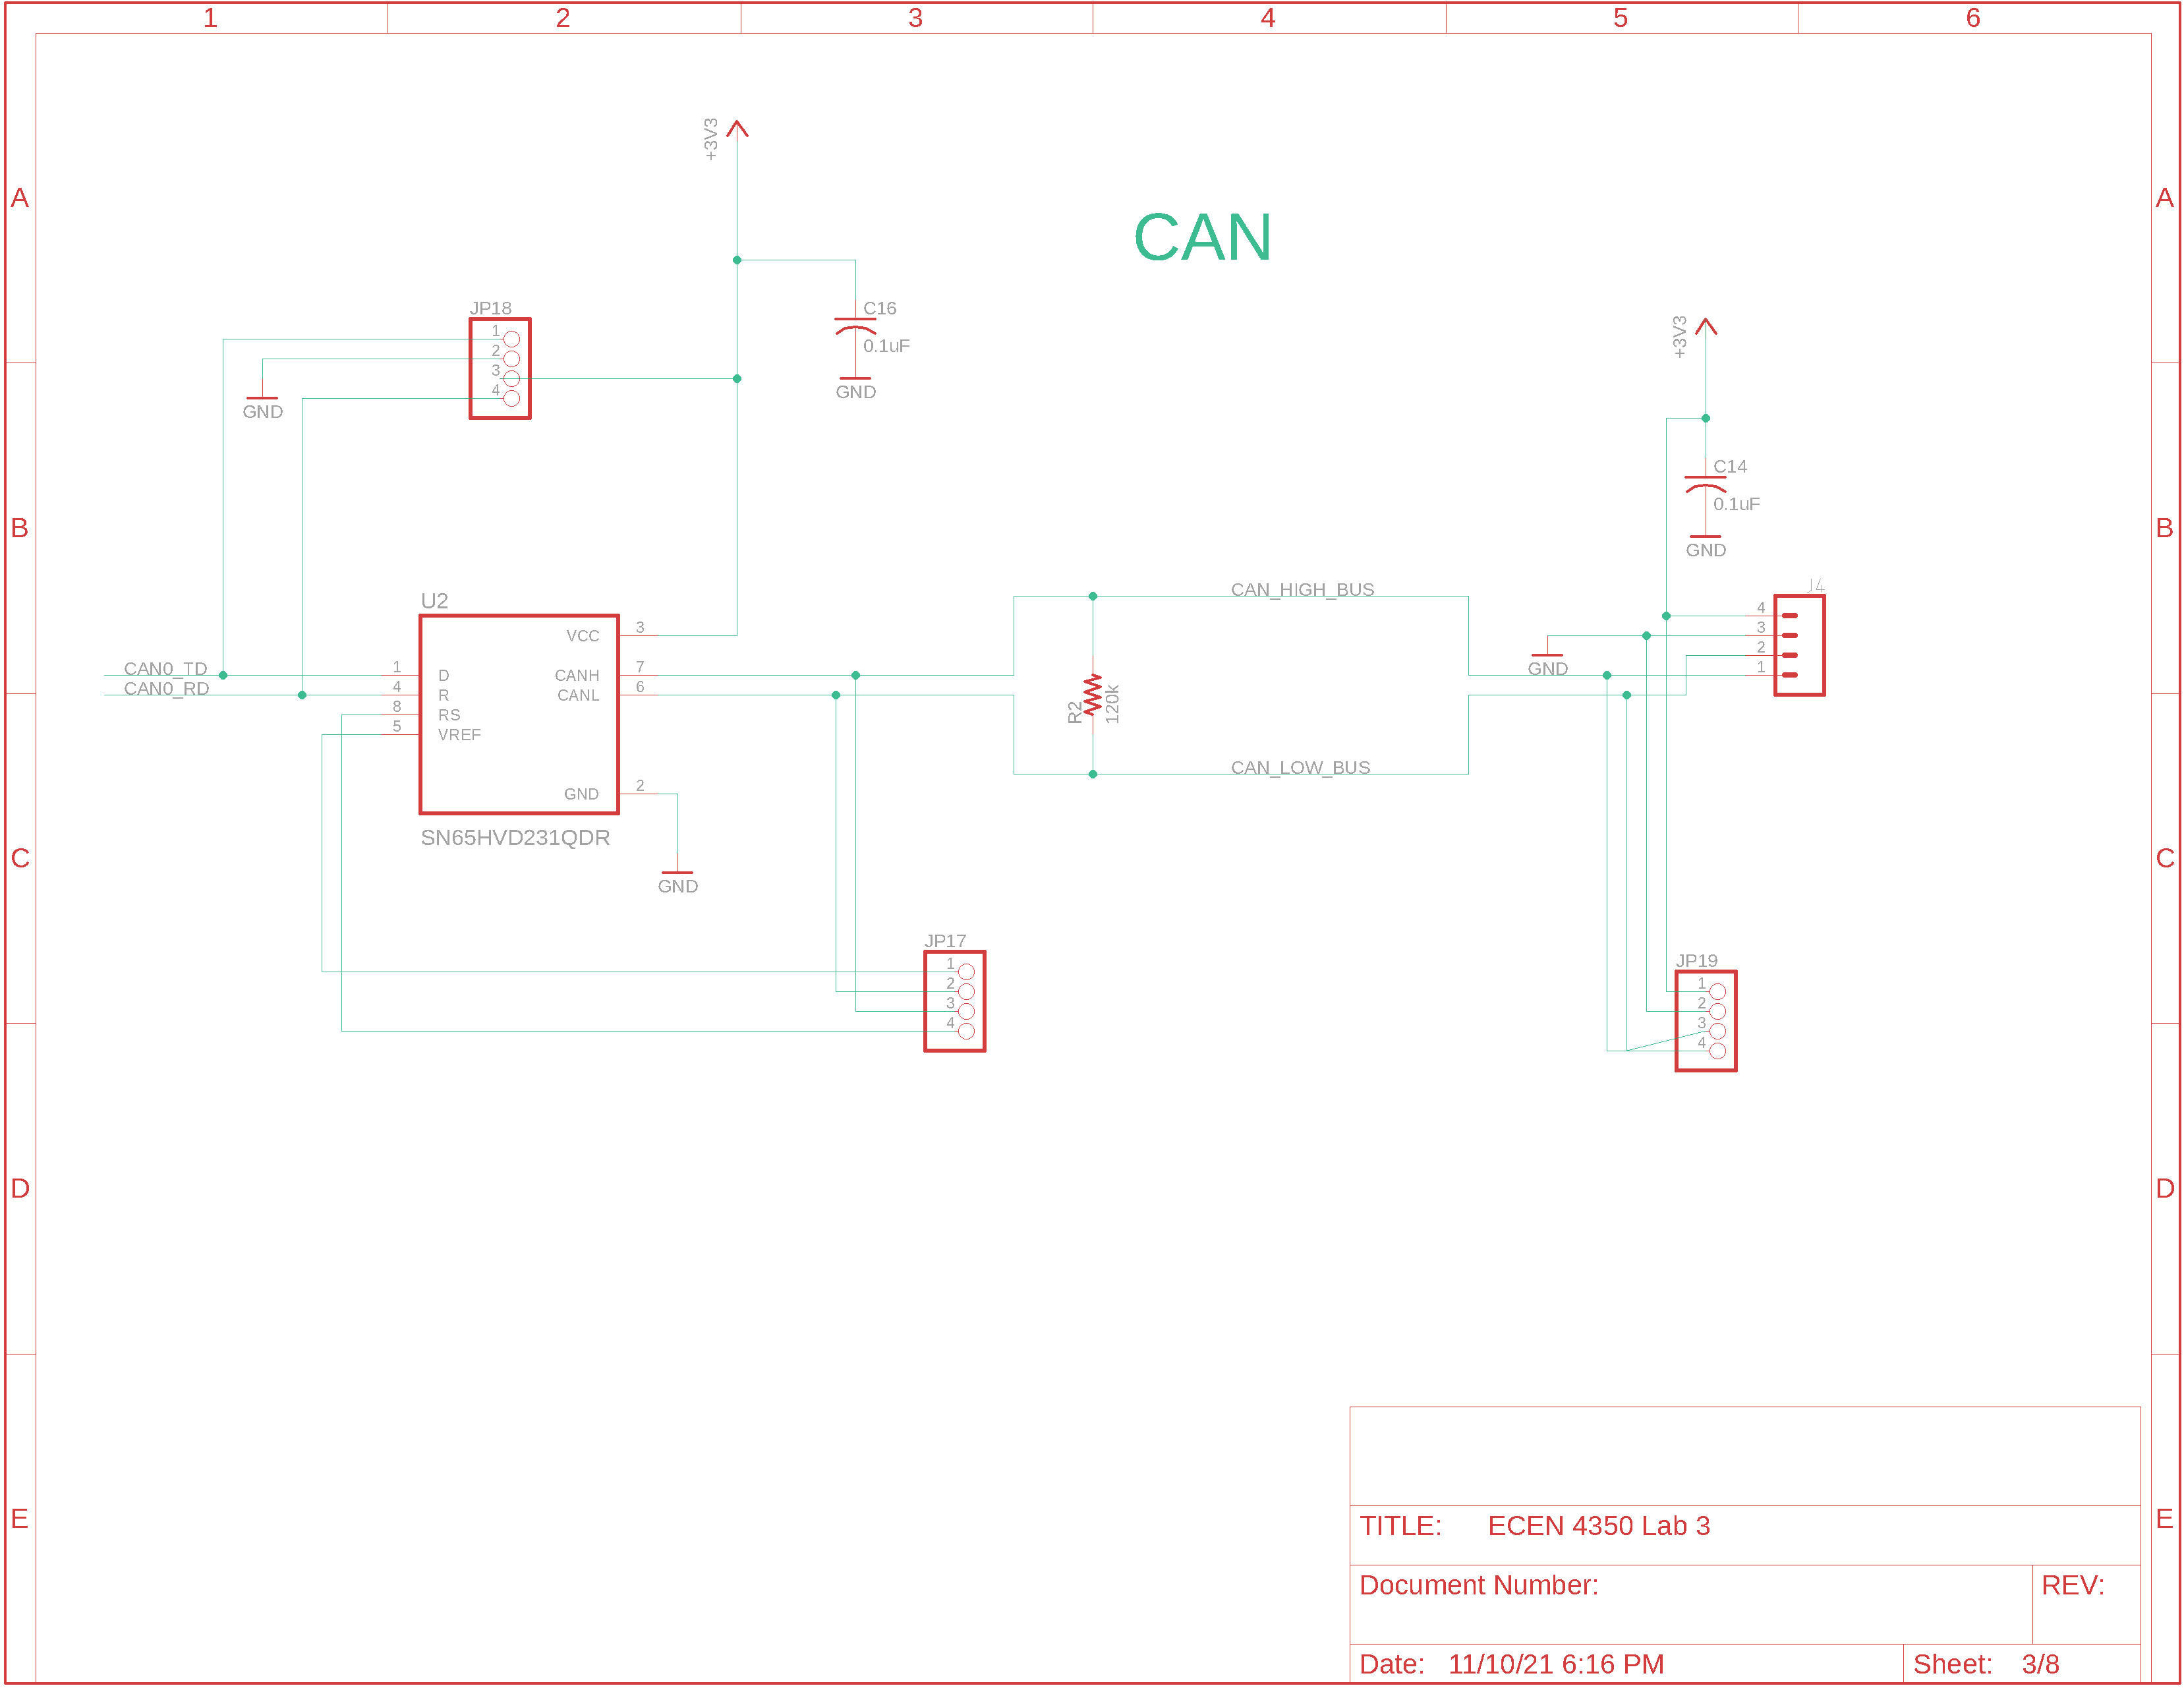 1 2 3 4 5 6
A A
B B
C C
D D
E E
CAN
+3V3
C16
0.1uF
GND
JP18
1
2
3
4
GND
+3V3
C14
0.1uF
GND
U2
VCC 3
CAN0_TD 1 D CANH 7
CAN0_RD 4 R CANL 6
8 RS
5 VREF
GND 2
SN65HVD231QDR
GND
CAN_HIGH_BUS
R2
120k
CAN_LOW_BUS
J4
4
3
2
1
GND
JP17
1
2
3
4
JP19
1
2
3
4
TITLE: ECEN 4350 Lab 3
Document Number: REV:
Date: 11/10/21 6:16 PM Sheet: 3/8